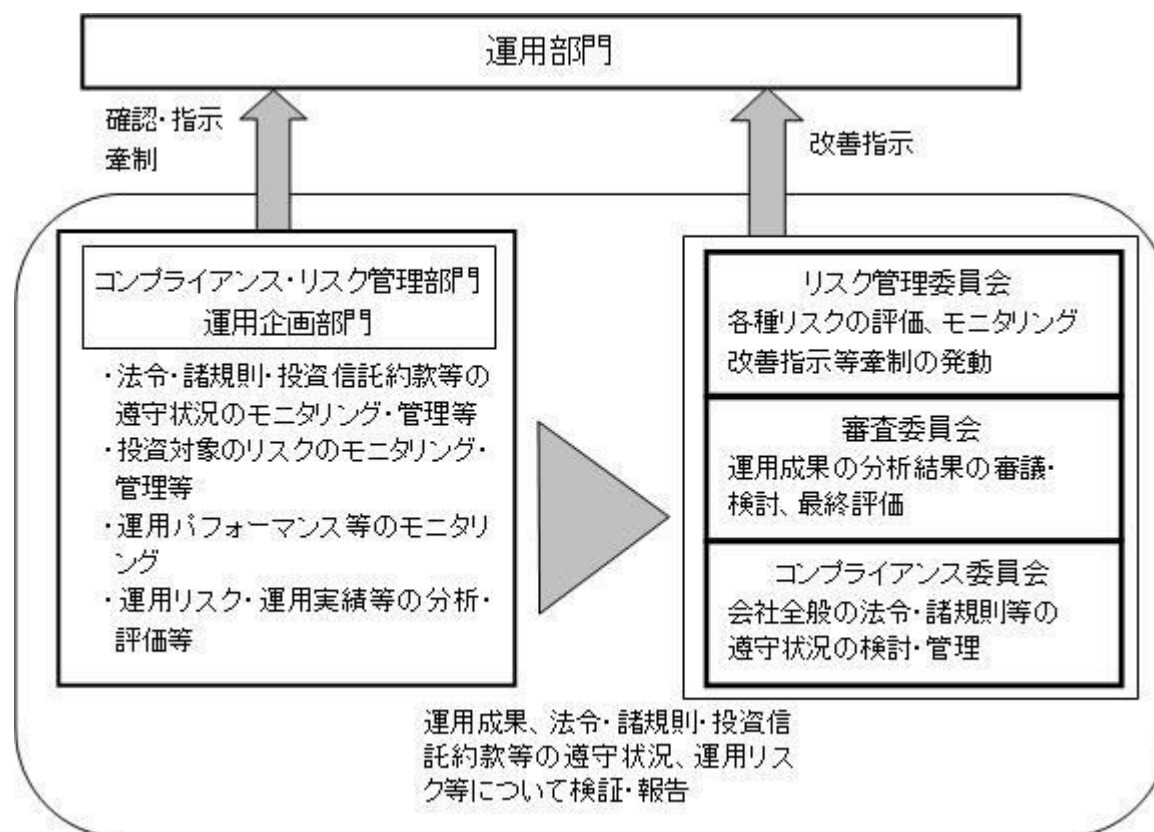 運用部門
確認・指示
牽制
改善指示
コンプライアンス・リスク管理部門
運用企画部門
・法令・諸規則・投資信託約款等の
遵守状況のモニタリング・管理等
・投資対象のリスクのモニタリング・
管理等
・運用パフォーマンス等のモニタリ
ング
・運用リスク・運用実績等の分析・
評価等
リスク管理委員会
各種リスクの評価、モニタリング
改善指示等牽制の発動
審査委員会
運用成果の分析結果の審議・
検討、最終評価
コンプライアンス委員会
会社全般の法令・諸規則等の
遵守状況の検討・管理
運用成果、法令・諸規則・投資信
託約款等の遵守状況、運用リス
ク等について検証・報告